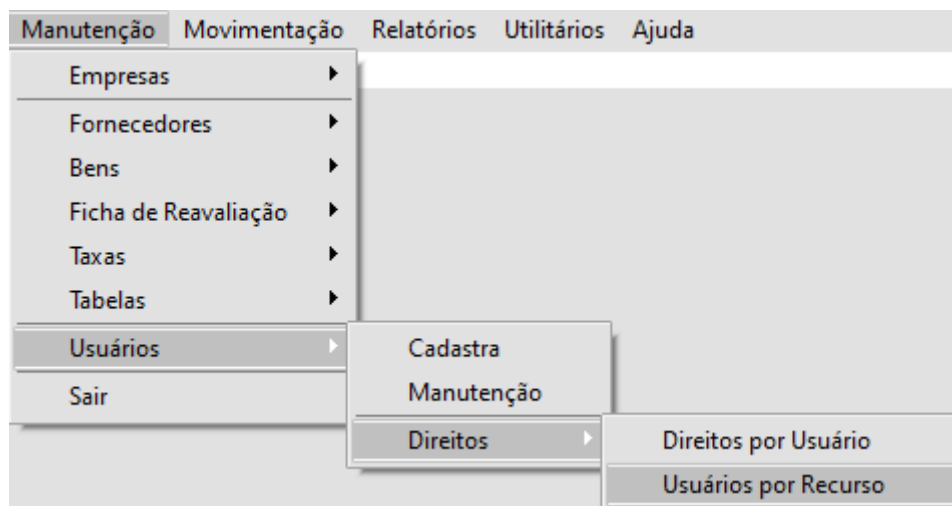 Manutenção Movimentação Relatórios Utilitários Ajuda
Empresas
Fornecedores
Bens
Ficha de Reavaliação
Taxas
Tabelas
Usuários
Sair
Cadastra
Manutenção
Direitos
Direitos por Usuário
Usuários por Recurso